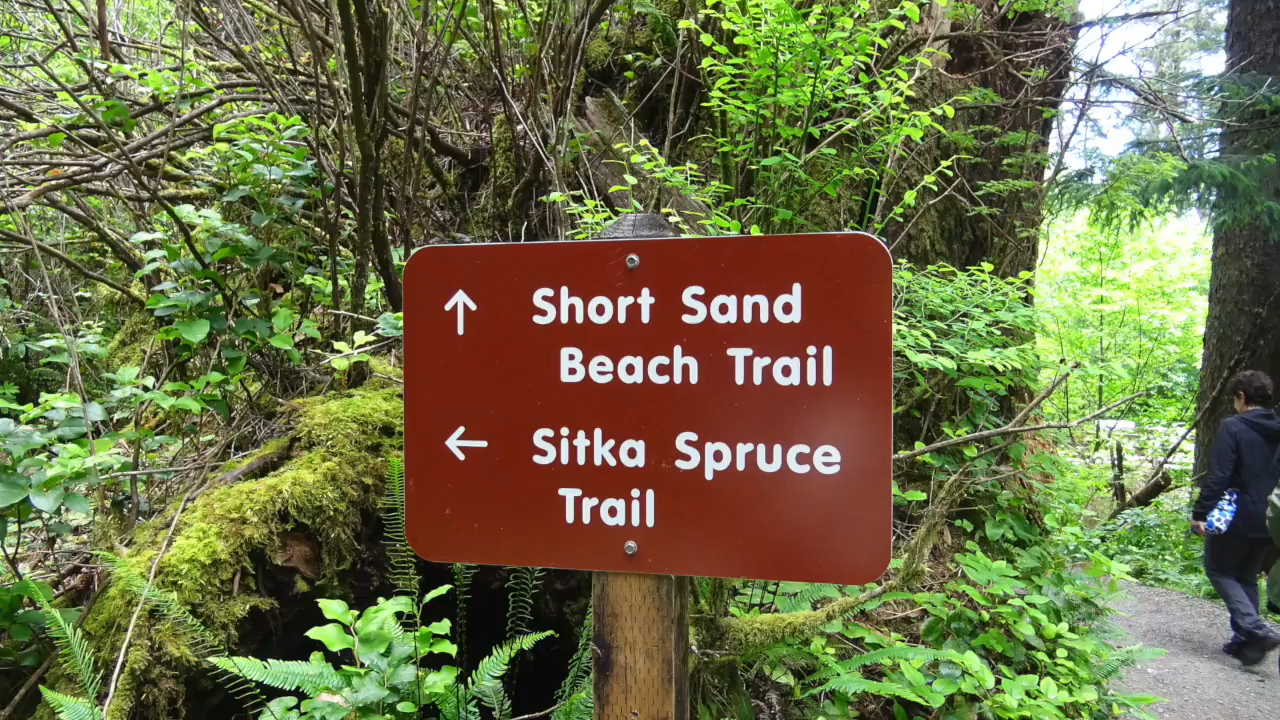 ↑ Short Sand
Beach Trail
← Sitka Spruce
Trail